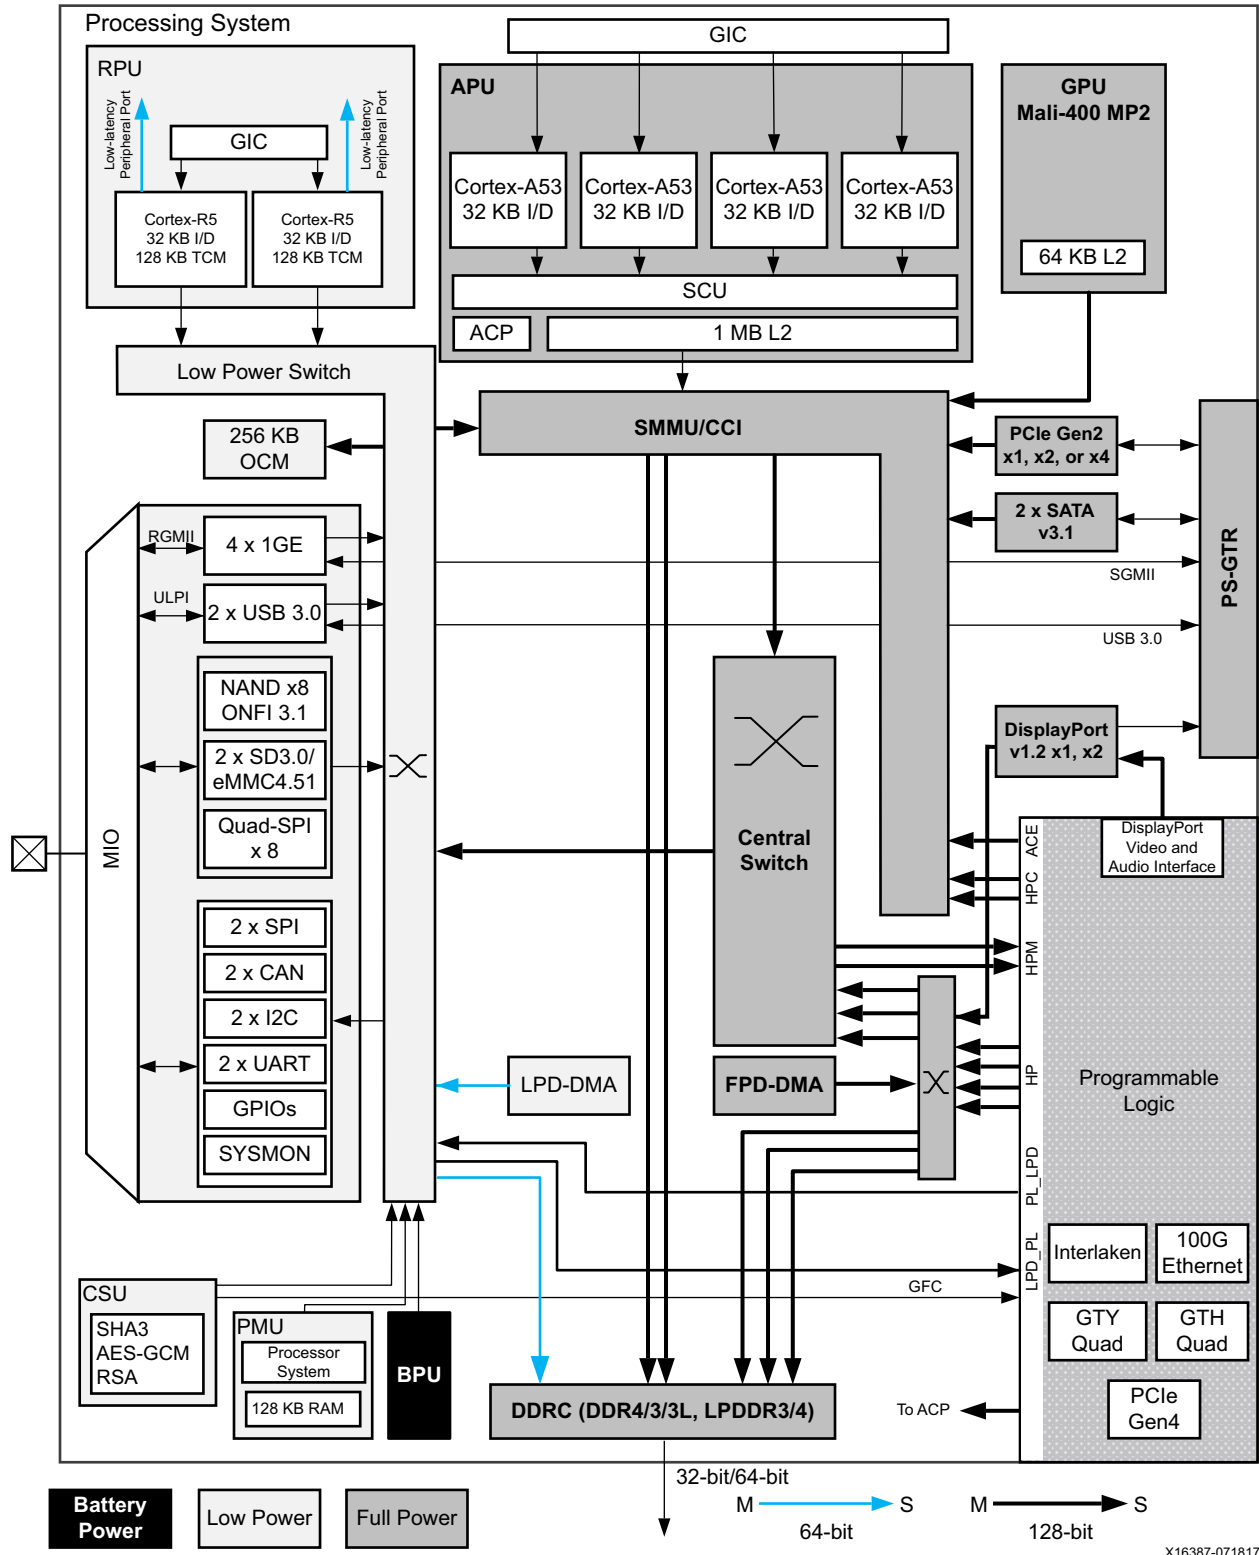 Processing System
RPU
Low-latency
Peripheral Port
Low-latency
Peripheral Port
GIC
Cortex-R5
32 KB I/D
128 KB TCM
Cortex-R5
32 KB I/D
128 KB TCM
GIC
APU
Cortex-A53
32 KB I/D
Cortex-A53
32 KB I/D
Cortex-A53
32 KB I/D
Cortex-A53
32 KB I/D
SCU
ACP
1 MB L2
GPU
Mali-400 MP2
64 KB L2
Low Power Switch
256 KB
OCM
SMMU/CCI
PCIe Gen2
x1, x2, or x4
2 x SATA
v3.1
PS-GTR
RGMII
4 x 1GE
SGMII
ULPI
2 x USB 3.0
USB 3.0
NAND x8
ONFI 3.1
2 x SD3.0/
eMMC4.51
Quad-SPI
x 8
MIO
2 x SPI
2 x CAN
2 x I2C
2 x UART
GPIOs
SYSMON
Central
Switch
DisplayPort
v1.2 x1, x2
DisplayPort
Video and
Audio Interface
ACE
HPC
HPM
HP
PL_LPD
LPD_PL
LPD-DMA
FPD-DMA
Programmable
Logic
Interlaken
100G
Ethernet
GTY
Quad
GTH
Quad
PCIe
Gen4
GFC
To ACP
CSU
SHA3
AES-GCM
RSA
PMU
Processor
System
128 KB RAM
BPU
DDRC (DDR4/3/3L, LPDDR3/4)
32-bit/64-bit
Battery
Power
Low Power
Full Power
M
S
64-bit
M
S
128-bit
X16387-071817